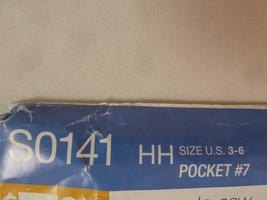 S0141 HH SIZE U.S. 3-6
POCKET #7